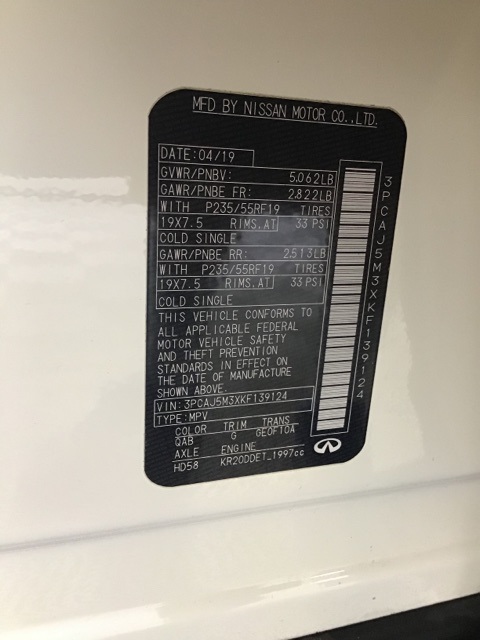 MFD BY NISSAN MOTOR CO.,LTD.
DATE:04/19
GVWR/PNBV: 5,062LB
GAWR/PNBE FR: 2,822LB
WITH P235/55RF19 TIRES
19X7.5 RIMS,AT 33 PSI
COLD SINGLE
GAWR/PNBE RR: 2,513LB
WITH P235/55RF19 TIRES
19X7.5 RIMS,AT 33 PSI
COLD SINGLE
THIS VEHICLE CONFORMS TO
ALL APPLICABLE FEDERAL
MOTOR VEHICLE SAFETY
AND THEFT PREVENTION
STANDARDS IN EFFECT ON
THE DATE OF MANUFACTURE
SHOWN ABOVE.
VIN:3PCAJ5M3XKF139124
TYPE:MPV
COLOR TRIM TRANS
QAB G GE0FT0A
AXLE ENGINE
HD58 KR20DDET_1997cc
3PCAJ5M3XKF139124